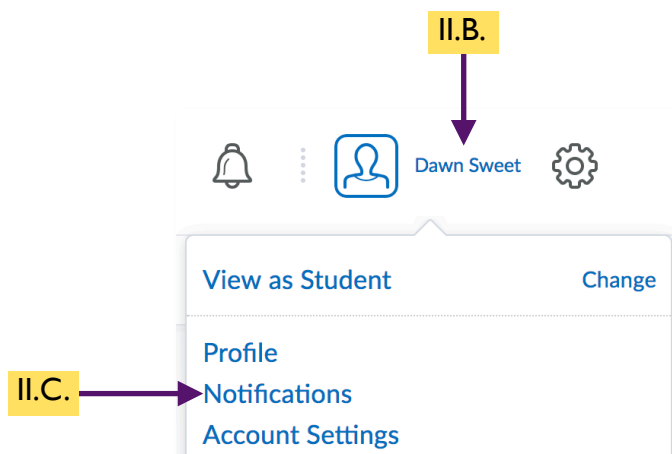 II.B.
Dawn Sweet
View as Student Change
Profile
II.C. Notifications
Account Settings